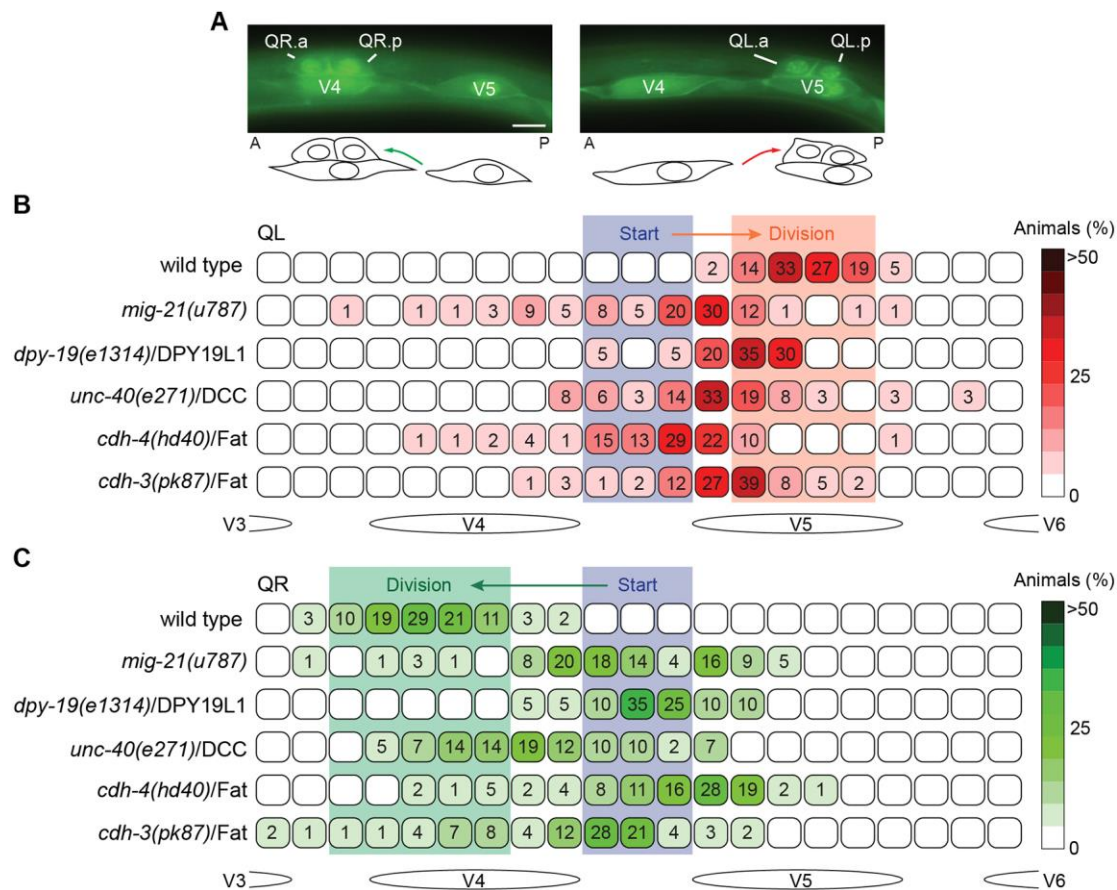 A
QR.a QR.p QL.a QL.p
V4 V5 V4 V5
A P A P
B
QL Start Division Animals (%)
wild type 2 14 33 27 19 5 >50
mig-21(u787) 1 1 1 3 9 5 8 5 20 30 12 1 1 1
dpy-19(e1314)/DPY19L1 5 5 20 35 30 25
unc-40(e271)/DCC 8 6 3 14 33 19 8 3 3 3
cdh-4(hd40)/Fat 1 1 2 4 1 15 13 29 22 10 1
cdh-3(pk87)/Fat 1 3 1 2 12 27 39 8 5 2 0
V3 V4 V5 V6
C
QR Division Start Animals (%)
wild type 3 10 19 29 21 11 3 2 >50
mig-21(u787) 1 1 3 1 8 20 18 14 4 16 9 5
dpy-19(e1314)/DPY19L1 5 5 10 35 25 10 10 25
unc-40(e271)/DCC 5 7 14 14 19 12 10 10 2 7
cdh-4(hd40)/Fat 2 1 5 2 4 8 11 16 28 19 2 1
cdh-3(pk87)/Fat 2 1 1 1 4 7 8 4 12 28 21 4 3 2 0
V3 V4 V5 V6